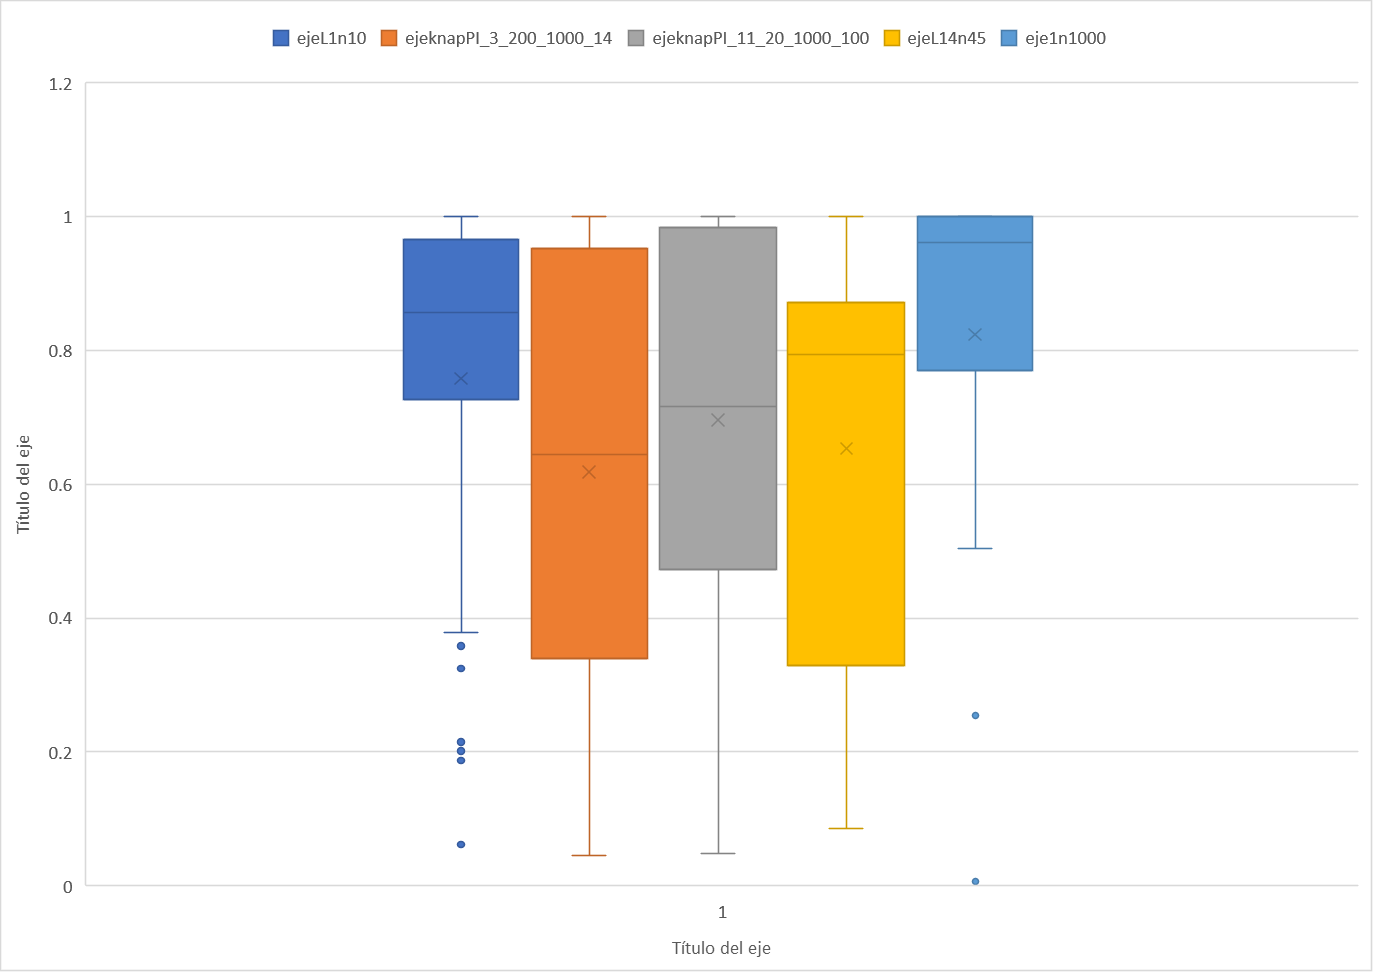 ejeL1n10 ejeknapPI_3_200_1000_14 ejeknapPI_11_20_1000_100 ejeL14n45 eje1n1000
1.2
1
0.8
0.6
0.4
0.2
0
Título del eje
1
Título del eje